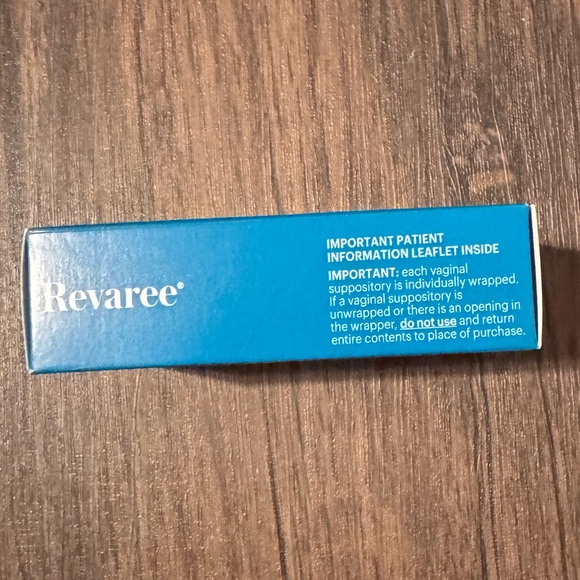 Revaree®
IMPORTANT PATIENT
INFORMATION LEAFLET INSIDE
IMPORTANT: each vaginal
suppository is individually wrapped.
If a vaginal suppository is
unwrapped or there is an opening in
the wrapper, do not use and return
entire contents to place of purchase.